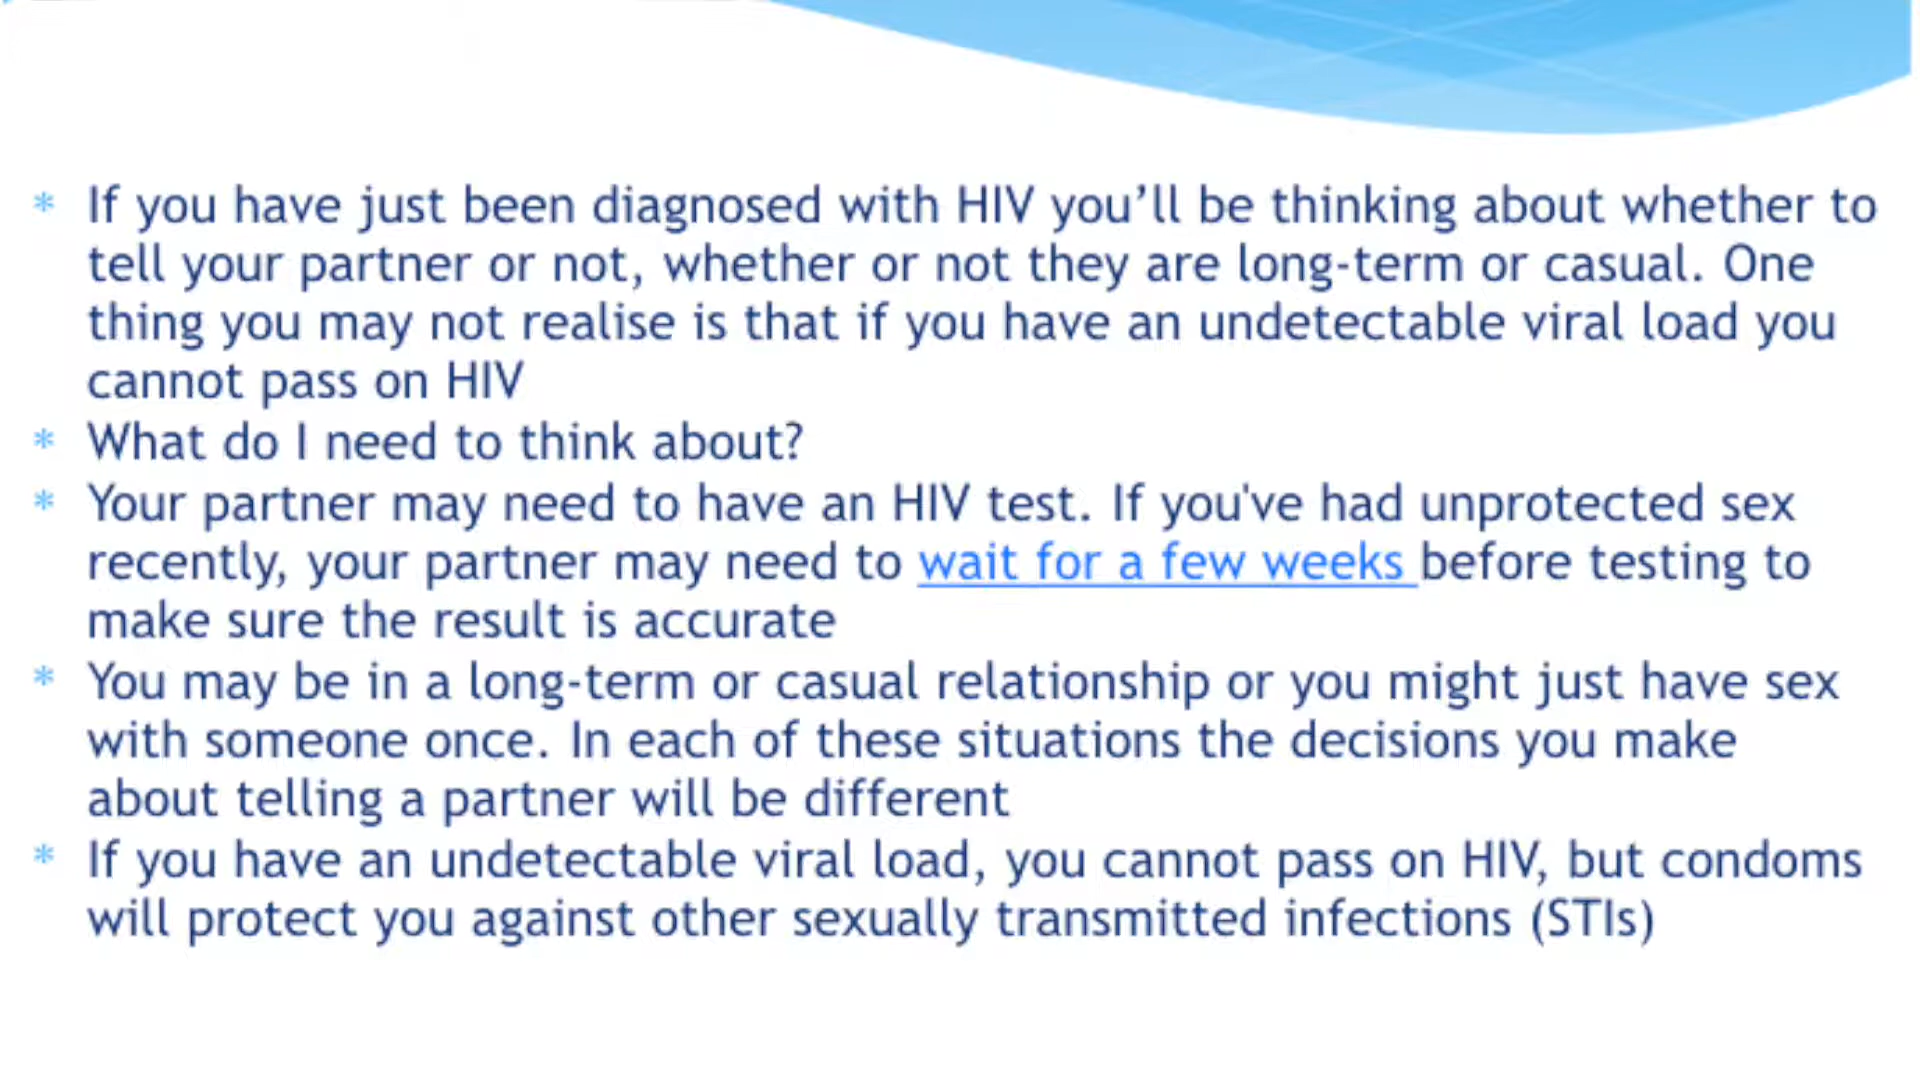 * If you have just been diagnosed with HIV you’ll be thinking about whether to
tell your partner or not, whether or not they are long-term or casual. One
thing you may not realise is that if you have an undetectable viral load you
cannot pass on HIV
* What do I need to think about?
* Your partner may need to have an HIV test. If you've had unprotected sex
recently, your partner may need to wait for a few weeks before testing to
make sure the result is accurate
* You may be in a long-term or casual relationship or you might just have sex
with someone once. In each of these situations the decisions you make
about telling a partner will be different
* If you have an undetectable viral load, you cannot pass on HIV, but condoms
will protect you against other sexually transmitted infections (STIs)